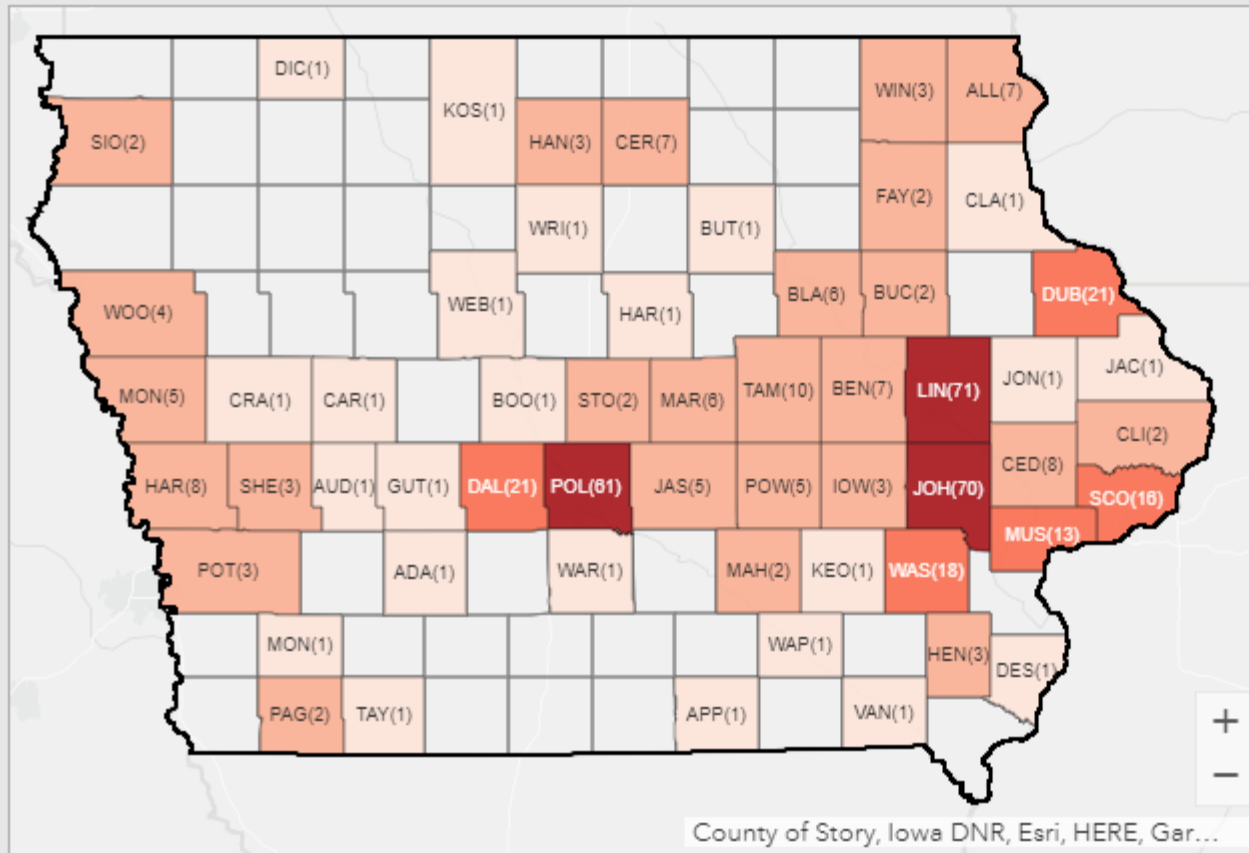 DIC(1)
KOS(1)
WIN(3)
ALL(7)
SIO(2)
HAN(3)
CER(7)
FAY(2)
CLA(1)
WRI(1)
BUT(1)
WOO(4)
WEB(1)
HAR(1)
BLA(6)
BUC(2)
DUB(21)
MON(5)
CRA(1)
CAR(1)
BOO(1)
STO(2)
MAR(6)
TAM(10)
BEN(7)
LIN(71)
JON(1)
JAC(1)
CLI(2)
HAR(8)
SHE(3)
AUD(1)
GUT(1)
DAL(21)
POL(61)
JAS(5)
POW(5)
IOW(3)
JOH(70)
CED(8)
SCO(16)
MUS(13)
POT(3)
ADA(1)
WAR(1)
MAH(2)
KEO(1)
WAS(18)
MON(1)
WAP(1)
HEN(3)
DES(1)
PAG(2)
TAY(1)
APP(1)
VAN(1)
+
−
County of Story, Iowa DNR, Esri, HERE, Gar...